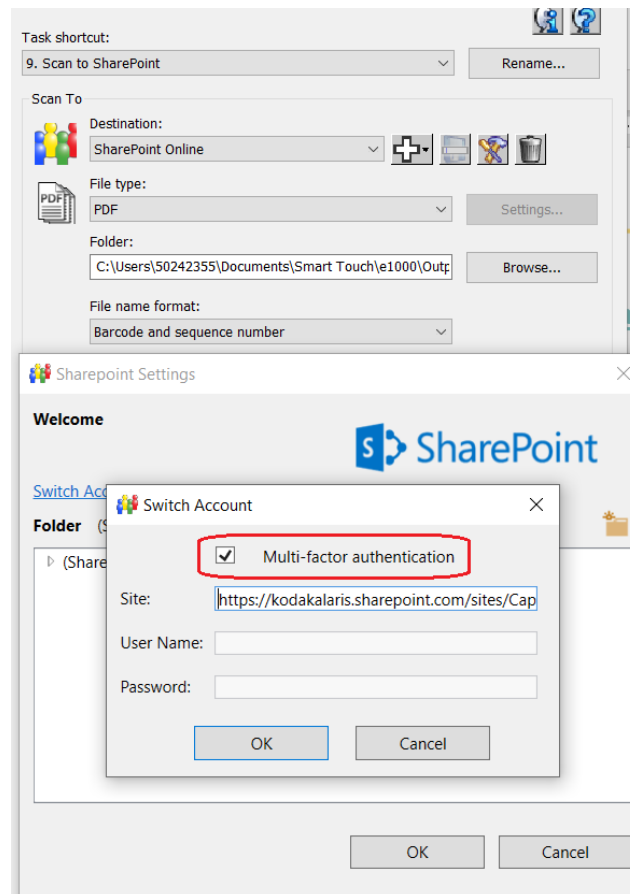 Task shortcut:
9. Scan to SharePoint
Rename...
Scan To
Destination:
SharePoint Online
File type:
PDF
PDF
Settings...
Folder:
C:\Users\50242355\Documents\Smart Touch\e1000\Outp
Browse...
File name format:
Barcode and sequence number
Sharepoint Settings
Welcome
S SharePoint
Switch Acc
Folder (S
(Share
Switch Account
Multi-factor authentication
Site: https://kodakalaris.sharepoint.com/sites/Cap
User Name:
Password:
OK Cancel
OK Cancel